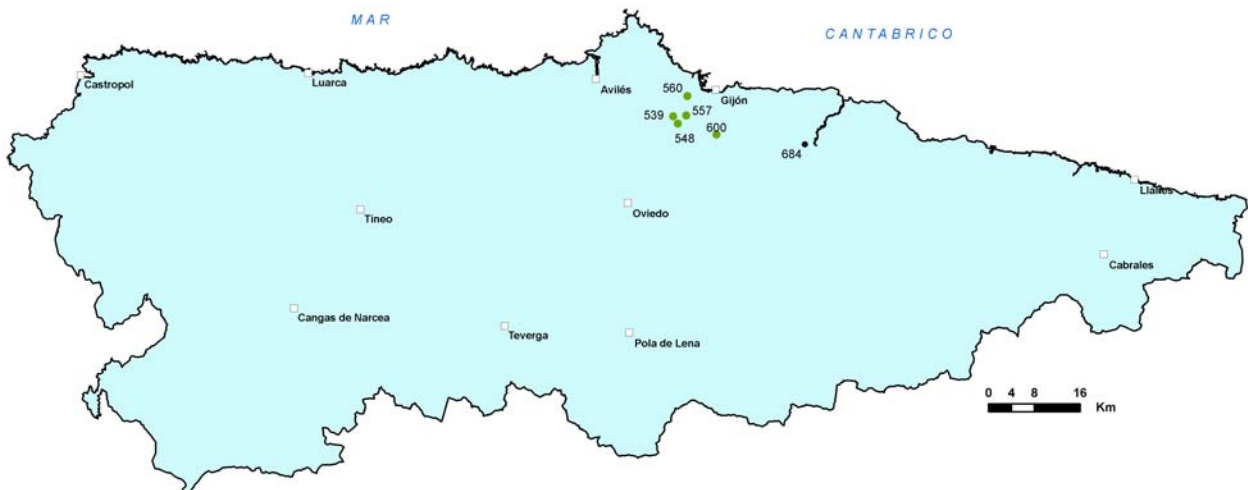 MAR
CANTABRICO
Castropol
Luarca
Avilés
560
Gijón
539
557
548
600
684
Llanes
Tineo
Oviedo
Cabrales
Cangas de Narcea
Teverga
Pola de Lena
0 4 8 16
Km